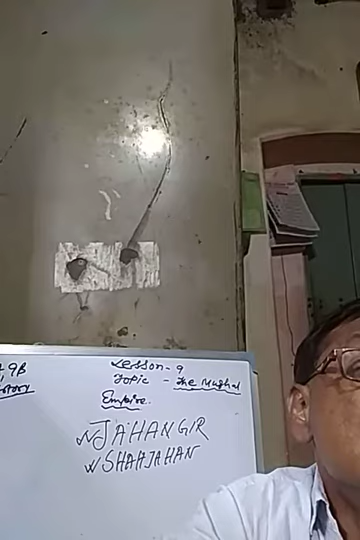 9B
Lesson - 9
Topic - The Mughal
Empire.
JAHANGIR
SHAHJAHAN